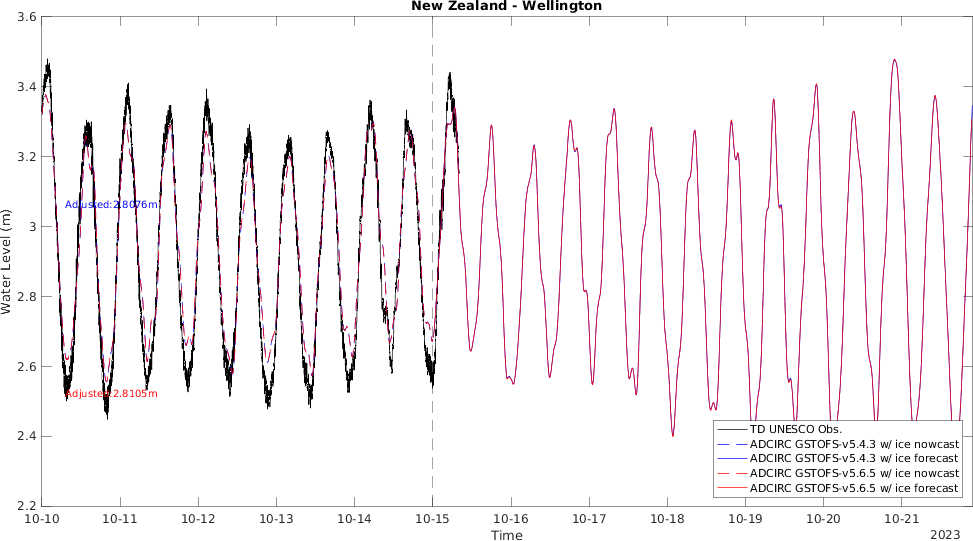 New Zealand - Wellington
3.6
3.4
3.2
3
2.8
2.6
2.4
2.2
Water Level (m)
Adjusted:2.8076m
Adjusted:2.8105m
TD UNESCO Obs.
ADCIRC GSTOFS-v5.4.3 w/ ice nowcast
ADCIRC GSTOFS-v5.4.3 w/ ice forecast
ADCIRC GSTOFS-v5.6.5 w/ ice nowcast
ADCIRC GSTOFS-v5.6.5 w/ ice forecast
10-10 10-11 10-12 10-13 10-14 10-15 10-16 10-17 10-18 10-19 10-20 10-21
Time
2023